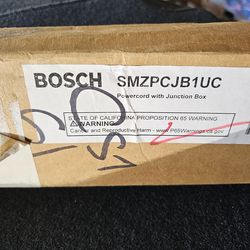 BOSCH SMZPCJB1UC
Powercord with Junction Box
STATE OF CALIFORNIA PROPOSITION 65 WARNING
⚠WARNING
Cancer and Reproductive Harm - www.P65Warnings.ca.gov